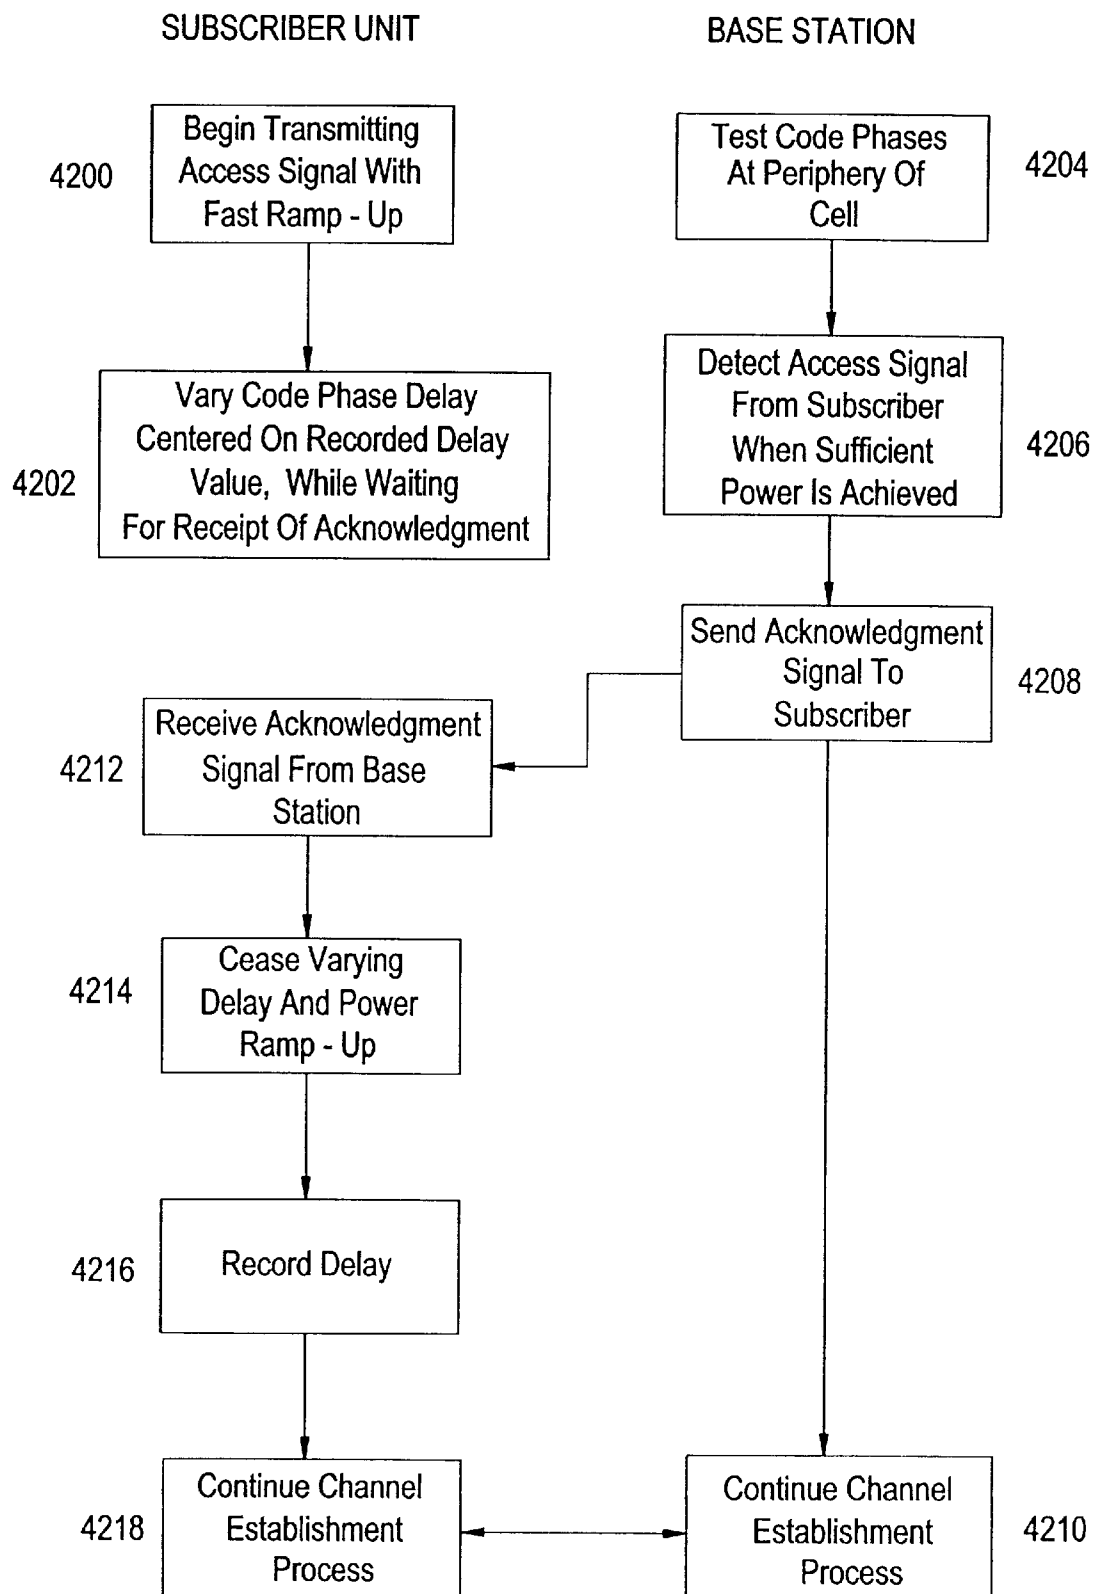 SUBSCRIBER UNIT
BASE STATION
4200
Begin Transmitting
Access Signal With
Fast Ramp - Up
Test Code Phases
At Periphery Of
Cell
4204
4202
Vary Code Phase Delay
Centered On Recorded Delay
Value, While Waiting
For Receipt Of Acknowledgment
Detect Access Signal
From Subscriber
When Sufficient
Power Is Achieved
4206
Send Acknowledgment
Signal To
Subscriber
4208
4212
Receive Acknowledgment
Signal From Base
Station
4214
Cease Varying
Delay And Power
Ramp - Up
4216
Record Delay
4218
Continue Channel
Establishment
Process
Continue Channel
Establishment
Process
4210